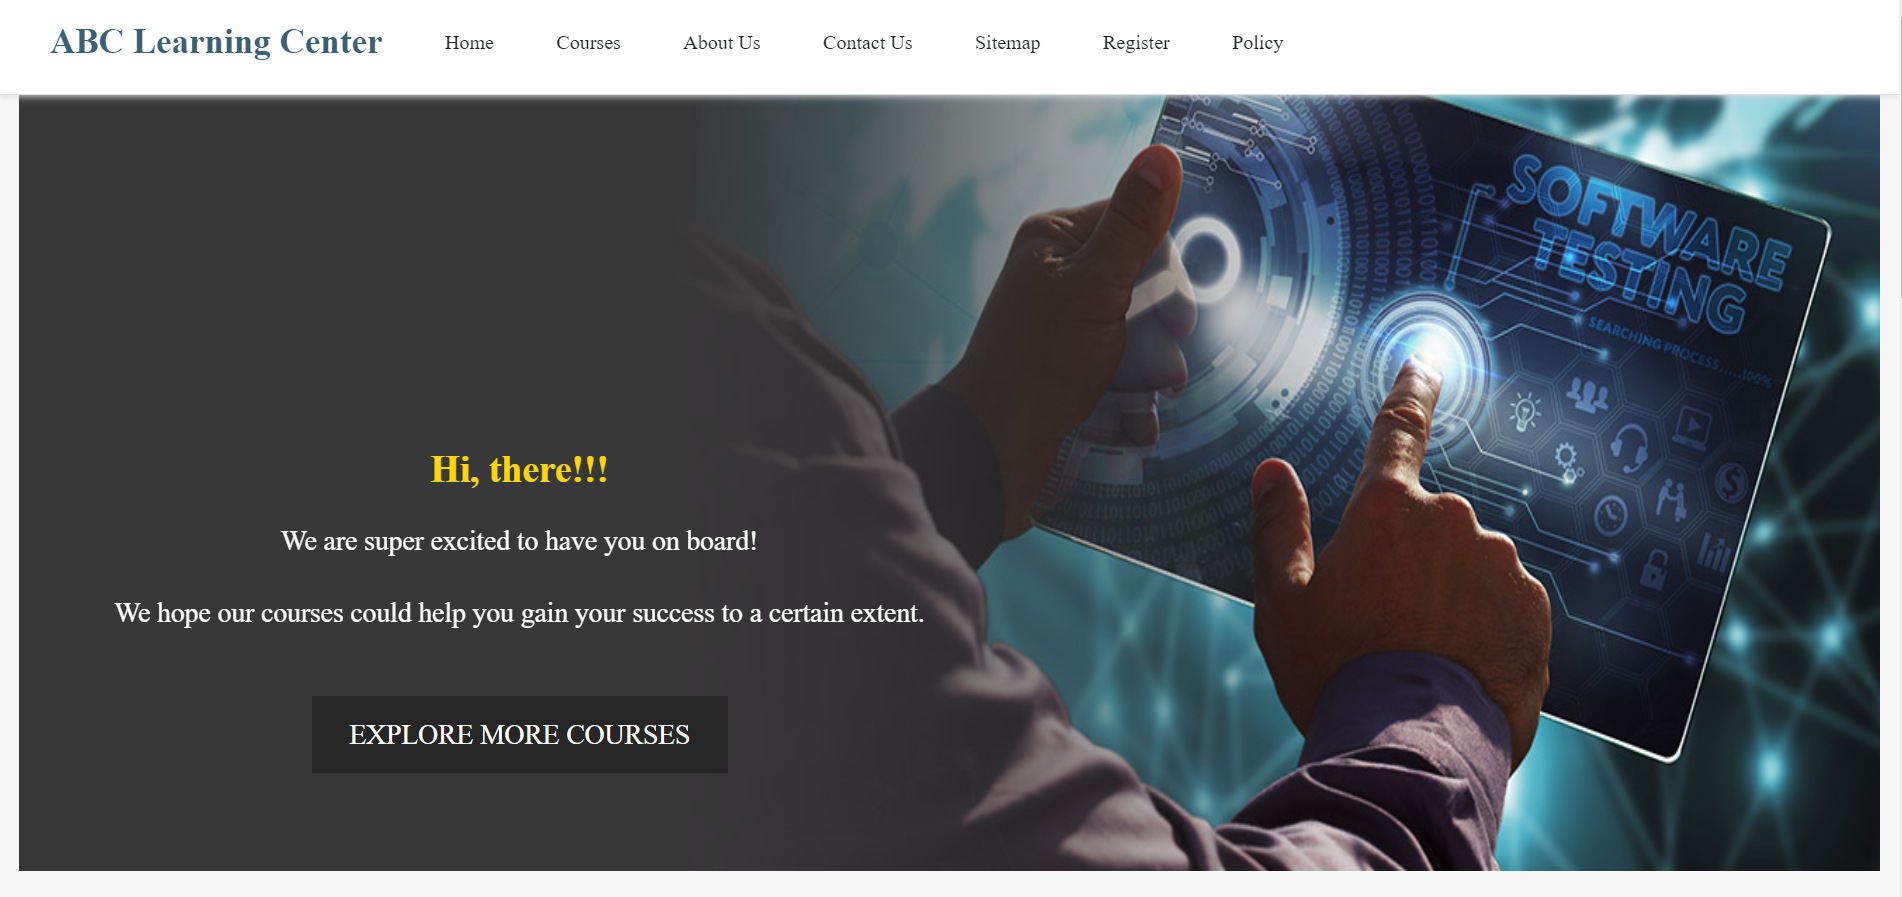 ABC Learning Center
Home Courses About Us Contact Us Sitemap Register Policy
SOFTWARE
TESTING
SEARCHING PROCESS.....100%
Hi, there!!!
We are super excited to have you on board!
We hope our courses could help you gain your success to a certain extent.
EXPLORE MORE COURSES